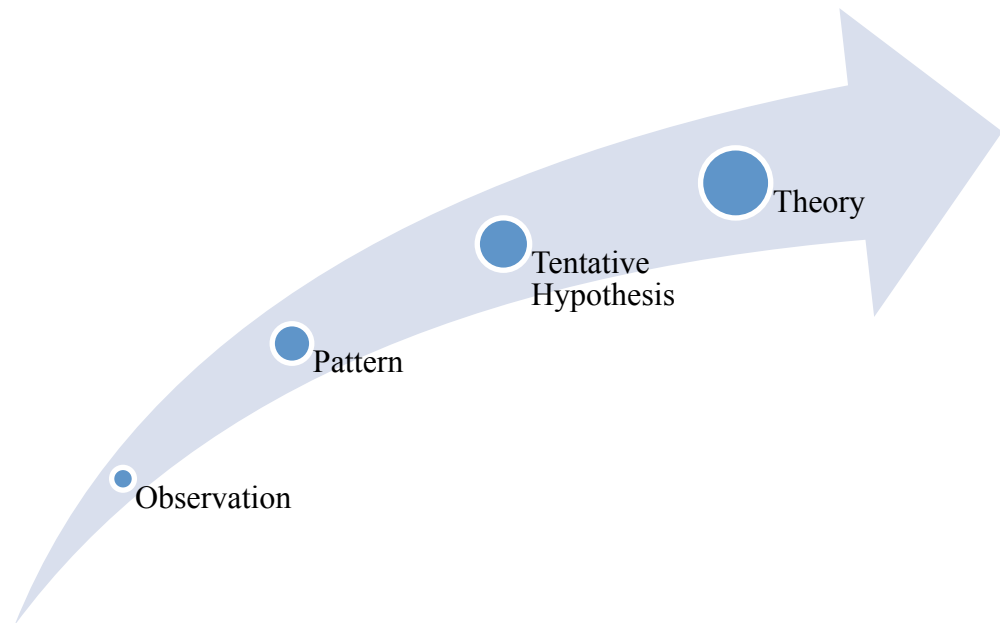 Theory
Tentative
Hypothesis
Pattern
Observation